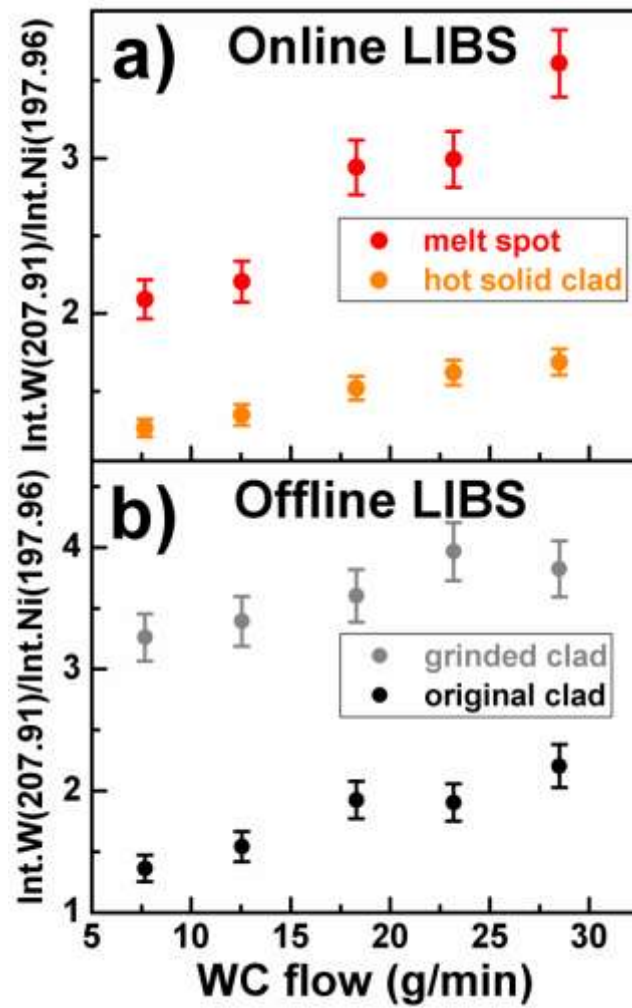 a) Online LIBS
Int.W(207.91)/Int.Ni(197.96)
3
2
melt spot
hot solid clad
b) Offline LIBS
Int.W(207.91)/Int.Ni(197.96)
4
3
2
1
grinded clad
original clad
5 10 15 20 25 30
WC flow (g/min)